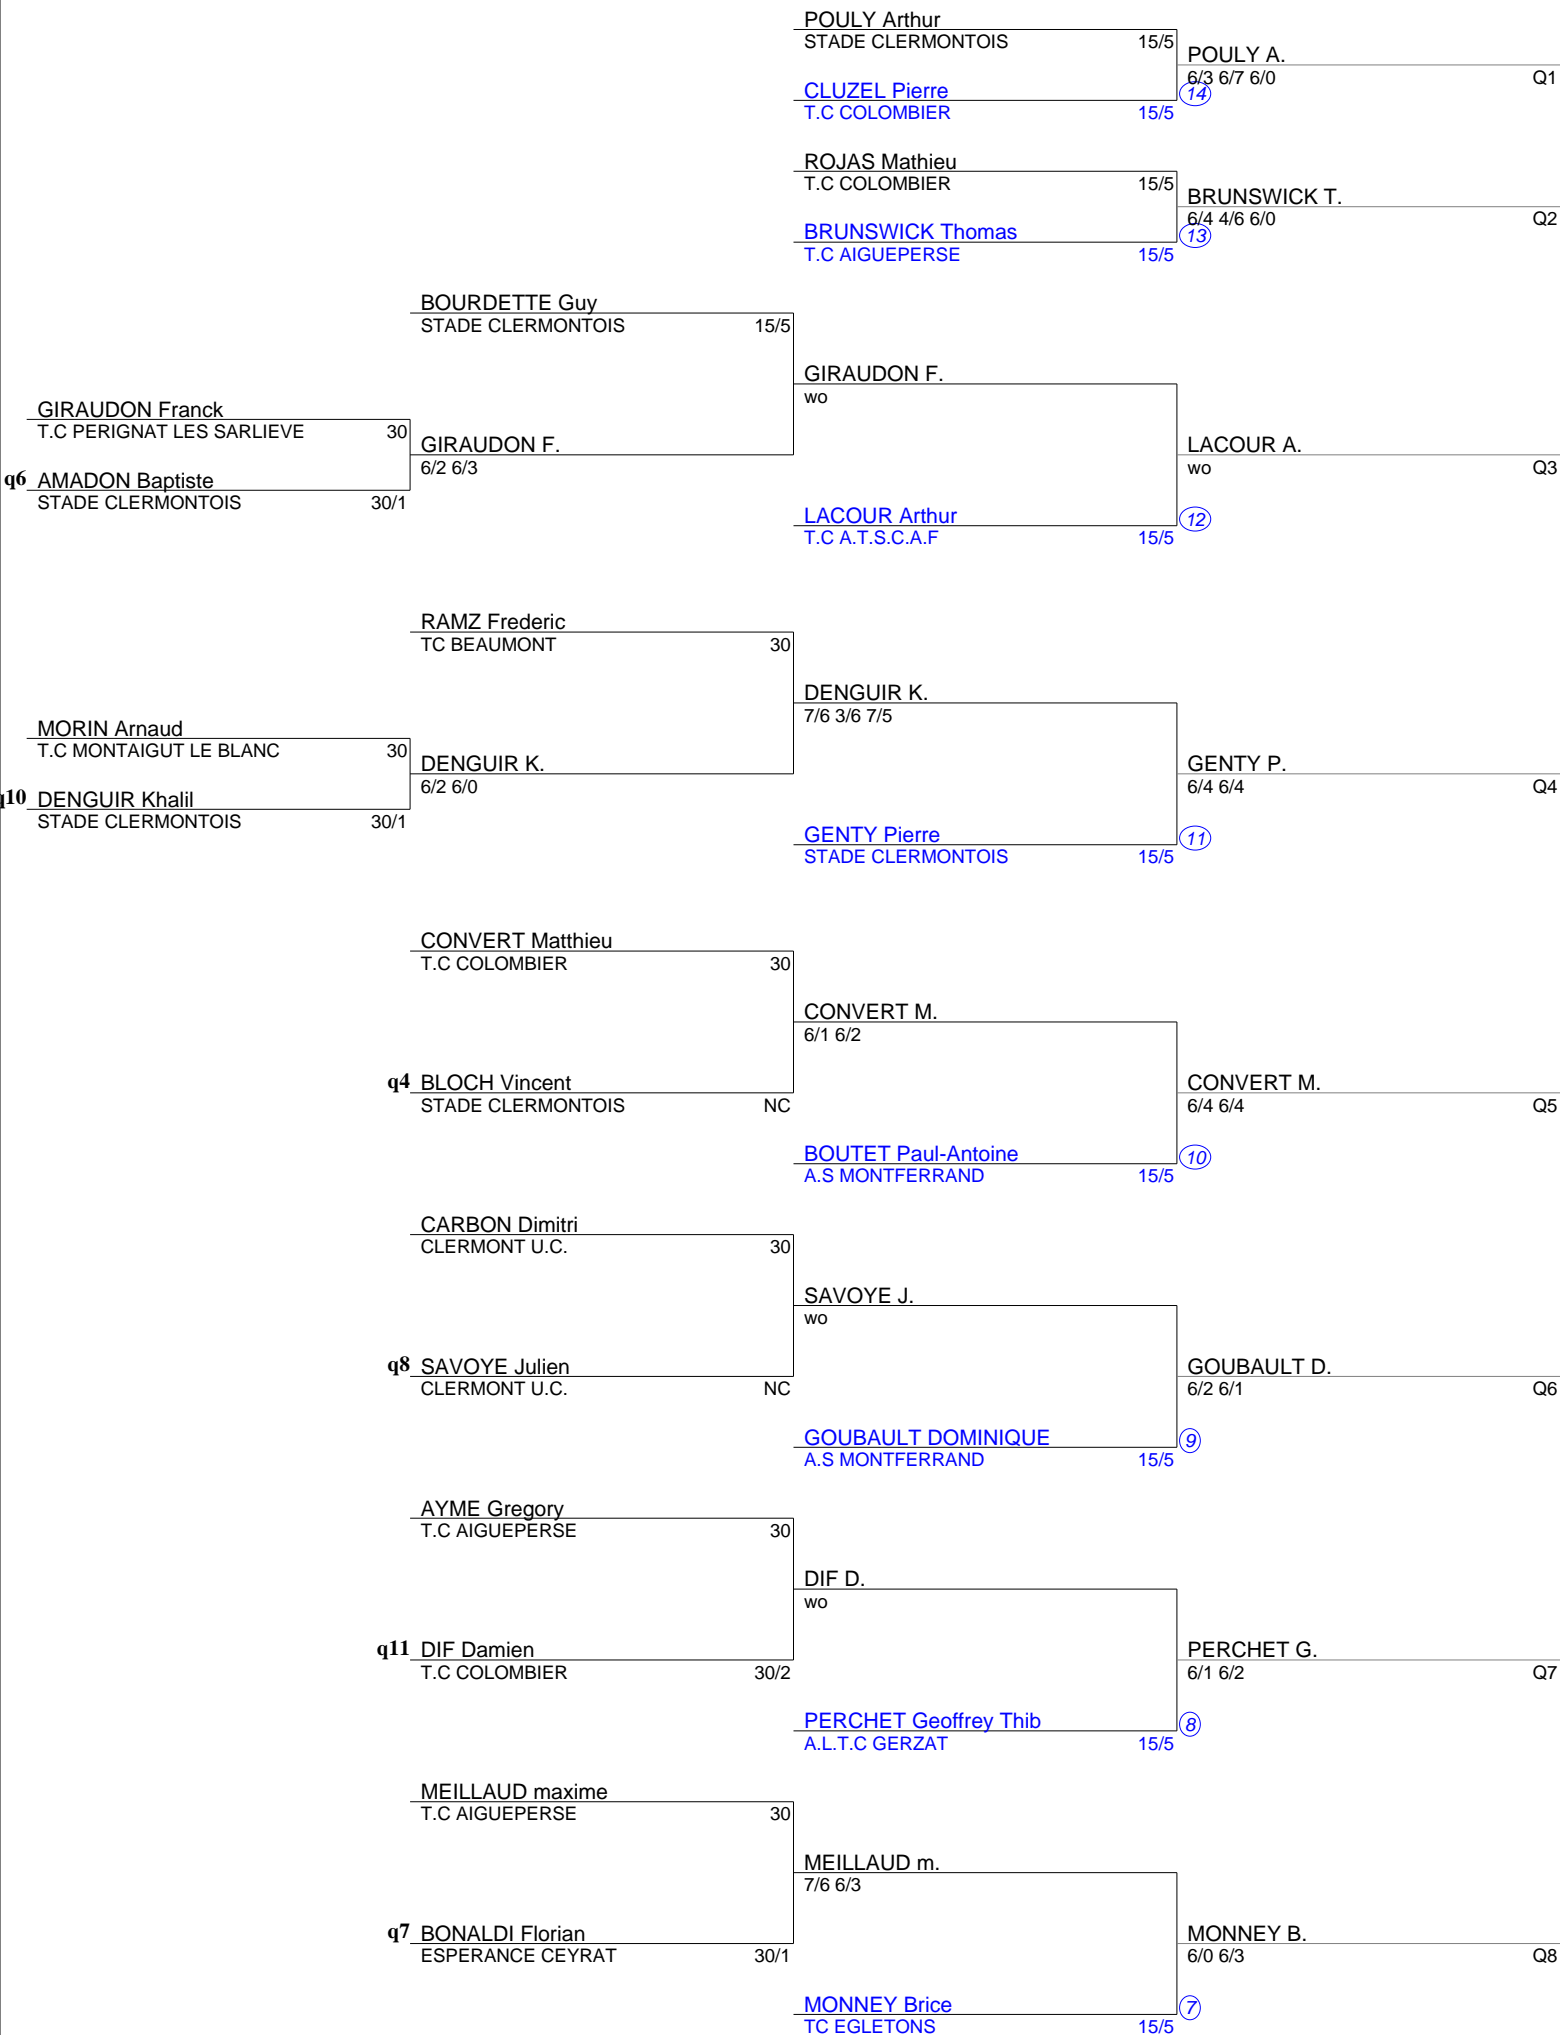 POULY Arthur
STADE CLERMONTOIS 15/5
POULY A.
6/3 6/7 6/0 Q1
CLUZEL Pierre 14
T.C COLOMBIER 15/5
ROJAS Mathieu
T.C COLOMBIER 15/5
BRUNSWICK T.
6/4 4/6 6/0 Q2
BRUNSWICK Thomas 13
T.C AIGUEPERSE 15/5
BOURDETTE Guy
STADE CLERMONTOIS 15/5
GIRAUDON F.
wo
GIRAUDON Franck
T.C PERIGNAT LES SARLIEVE 30
GIRAUDON F.
6/2 6/3
LACOUR A.
wo Q3
q6 AMADON Baptiste
STADE CLERMONTOIS 30/1
LACOUR Arthur 12
T.C A.T.S.C.A.F 15/5
RAMZ Frederic
TC BEAUMONT 30
DENGUIR K.
7/6 3/6 7/5
MORIN Arnaud
T.C MONTAIGUT LE BLANC 30
DENGUIR K.
6/2 6/0
GENTY P.
6/4 6/4 Q4
q10 DENGUIR Khalil
STADE CLERMONTOIS 30/1
GENTY Pierre 11
STADE CLERMONTOIS 15/5
CONVERT Matthieu
T.C COLOMBIER 30
CONVERT M.
6/1 6/2
q4 BLOCH Vincent
STADE CLERMONTOIS NC
CONVERT M.
6/4 6/4 Q5
BOUTET Paul-Antoine 10
A.S MONTFERRAND 15/5
CARBON Dimitri
CLERMONT U.C. 30
SAVOYE J.
wo
q8 SAVOYE Julien
CLERMONT U.C. NC
GOUBAULT D.
6/2 6/1 Q6
GOUBAULT DOMINIQUE 9
A.S MONTFERRAND 15/5
AYME Gregory
T.C AIGUEPERSE 30
DIF D.
wo
q11 DIF Damien
T.C COLOMBIER 30/2
PERCHET G.
6/1 6/2 Q7
PERCHET Geoffrey Thib 8
A.L.T.C GERZAT 15/5
MEILLAUD maxime
T.C AIGUEPERSE 30
MEILLAUD m.
7/6 6/3
q7 BONALDI Florian
ESPERANCE CEYRAT 30/1
MONNEY B.
6/0 6/3 Q8
MONNEY Brice 7
TC EGLETONS 15/5